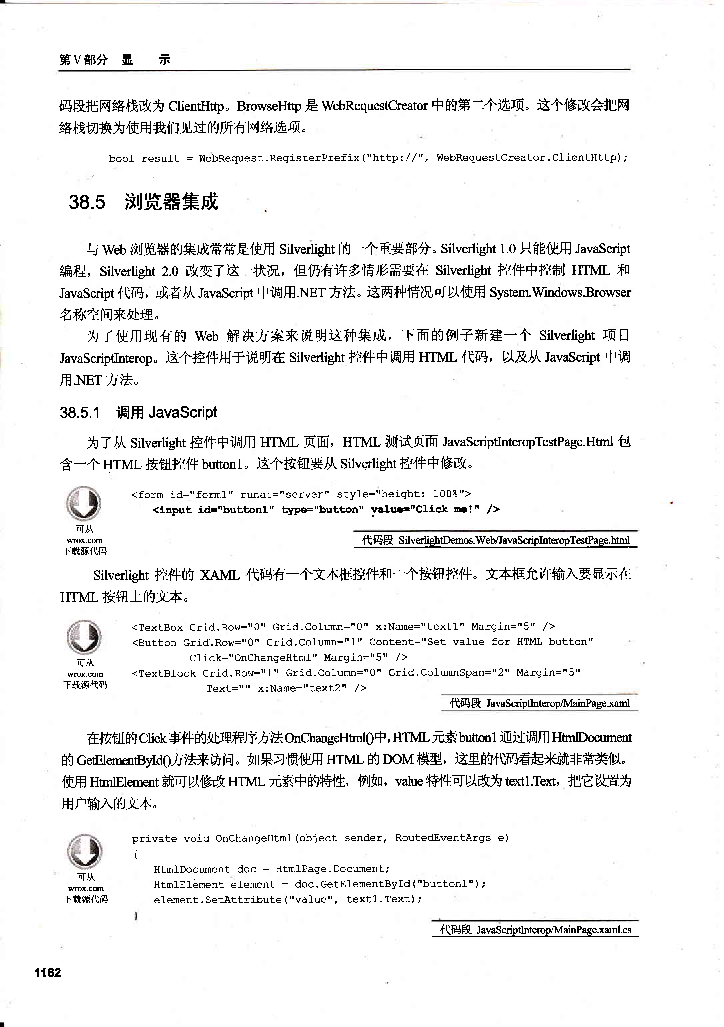 第V部分 显 示
码段把网络栈改为 ClientHttp。BrowseHttp 是 WebRequestCreator 中的第二个选项。这个修改会把网
络栈切换为使用我们见过的所有网络选项。
bool result = WebRequest.RegisterPrefix("http://", WebRequestCreator.ClientHttp);
38.5 浏览器集成
与 Web 浏览器的集成常常是使用 Silverlight 的一个重要部分。Silverlight 1.0 只能使用 JavaScript
编程，Silverlight 2.0 改变了这一状况，但仍有许多情形需要在 Silverlight 控件中控制 HTML 和
JavaScript 代码，或者从 JavaScript 中调用.NET 方法。这两种情况可以使用 System.Windows.Browser
名称空间来处理。
为了使用现有的 Web 解决方案来说明这种集成，下面的例子新建一个 Silverlight 项目
JavaScriptInterop。这个控件用于说明在 Silverlight 控件中调用 HTML 代码，以及从 JavaScript 中调
用.NET 方法。
38.5.1 调用 JavaScript
为了从 Silverlight 控件中调用 HTML 页面，HTML 测试页面 JavaScriptInteropTestPage.Html 包
含一个 HTML 按钮控件 button1。这个按钮要从 Silverlight 控件中修改。
<form id="form1" runat="server" style="height: 100%">
<input id="button1" type="button" value="Click me!" />
可从
wrox.com
下载源代码
代码段 SilverlightDemos.Web/JavaScripInteropTestPage.html
Silverlight 控件的 XAML 代码有一个文本框控件和一个按钮控件。文本框允许输入要显示在
HTML 按钮上的文本。
<TextBox Grid.Row="0" Grid.Column="0" x:Name="text1" Margin="5" />
<Button Grid.Row="0" Grid.Column="1" Content="Set value for HTML button"
Click="OnChangeHtml" Margin="5" />
<TextBlock Grid.Row="1" Grid.Column="0" Grid.ColumnSpan="2" Margin="5"
Text="" x:Name="text2" />
可从
wrox.com
下载源代码
代码段 JavaScriptInterop/MainPage.xaml
在按钮的 Click 事件的处理程序方法 OnChangeHtml()中，HTML 元素 button1 通过调用 HtmlDocument
的 GetElementById()方法来访问。如果习惯使用 HTML 的 DOM 模型，这里的代码看起来就非常类似。
使用 HtmlElement 就可以修改 HTML 元素中的特性，例如，value 特性可以改为 text1.Text，把它设置为
用户输入的文本。
private void OnChangeHtml(object sender, RoutedEventArgs e)
{
HtmlDocument doc = HtmlPage.Document;
HtmlElement element = doc.GetElementById("button1");
element.SetAttribute("value", text1.Text);
}
可从
wrox.com
下载源代码
代码段 JavaScriptInterop/MainPage.xaml.cs
1162